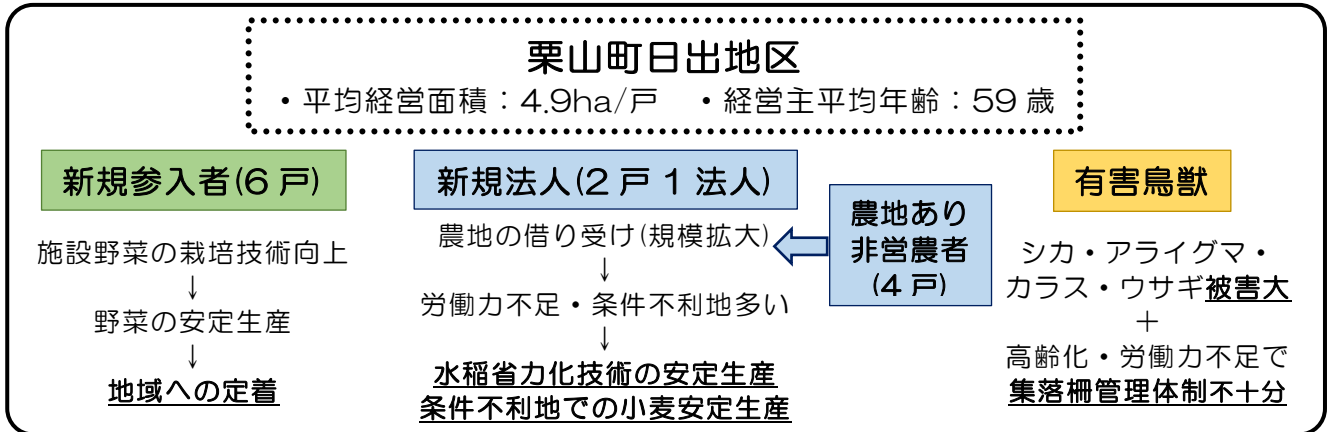 栗山町日出地区
・平均経営面積：4.9ha/戸　・経営主平均年齢：59歳
新規参入者(6戸)
施設野菜の栽培技術向上
↓
野菜の安定生産
↓
地域への定着
新規法人(2戸1法人)
農地の借り受け(規模拡大)
↓
労働力不足・条件不利地多い
↓
水稲省力化技術の安定生産
条件不利地での小麦安定生産
農地あり
非営農者
(4戸)
有害鳥獣
シカ・アライグマ・
カラス・ウサギ被害大
＋
高齢化・労働力不足で
集落柵管理体制不十分